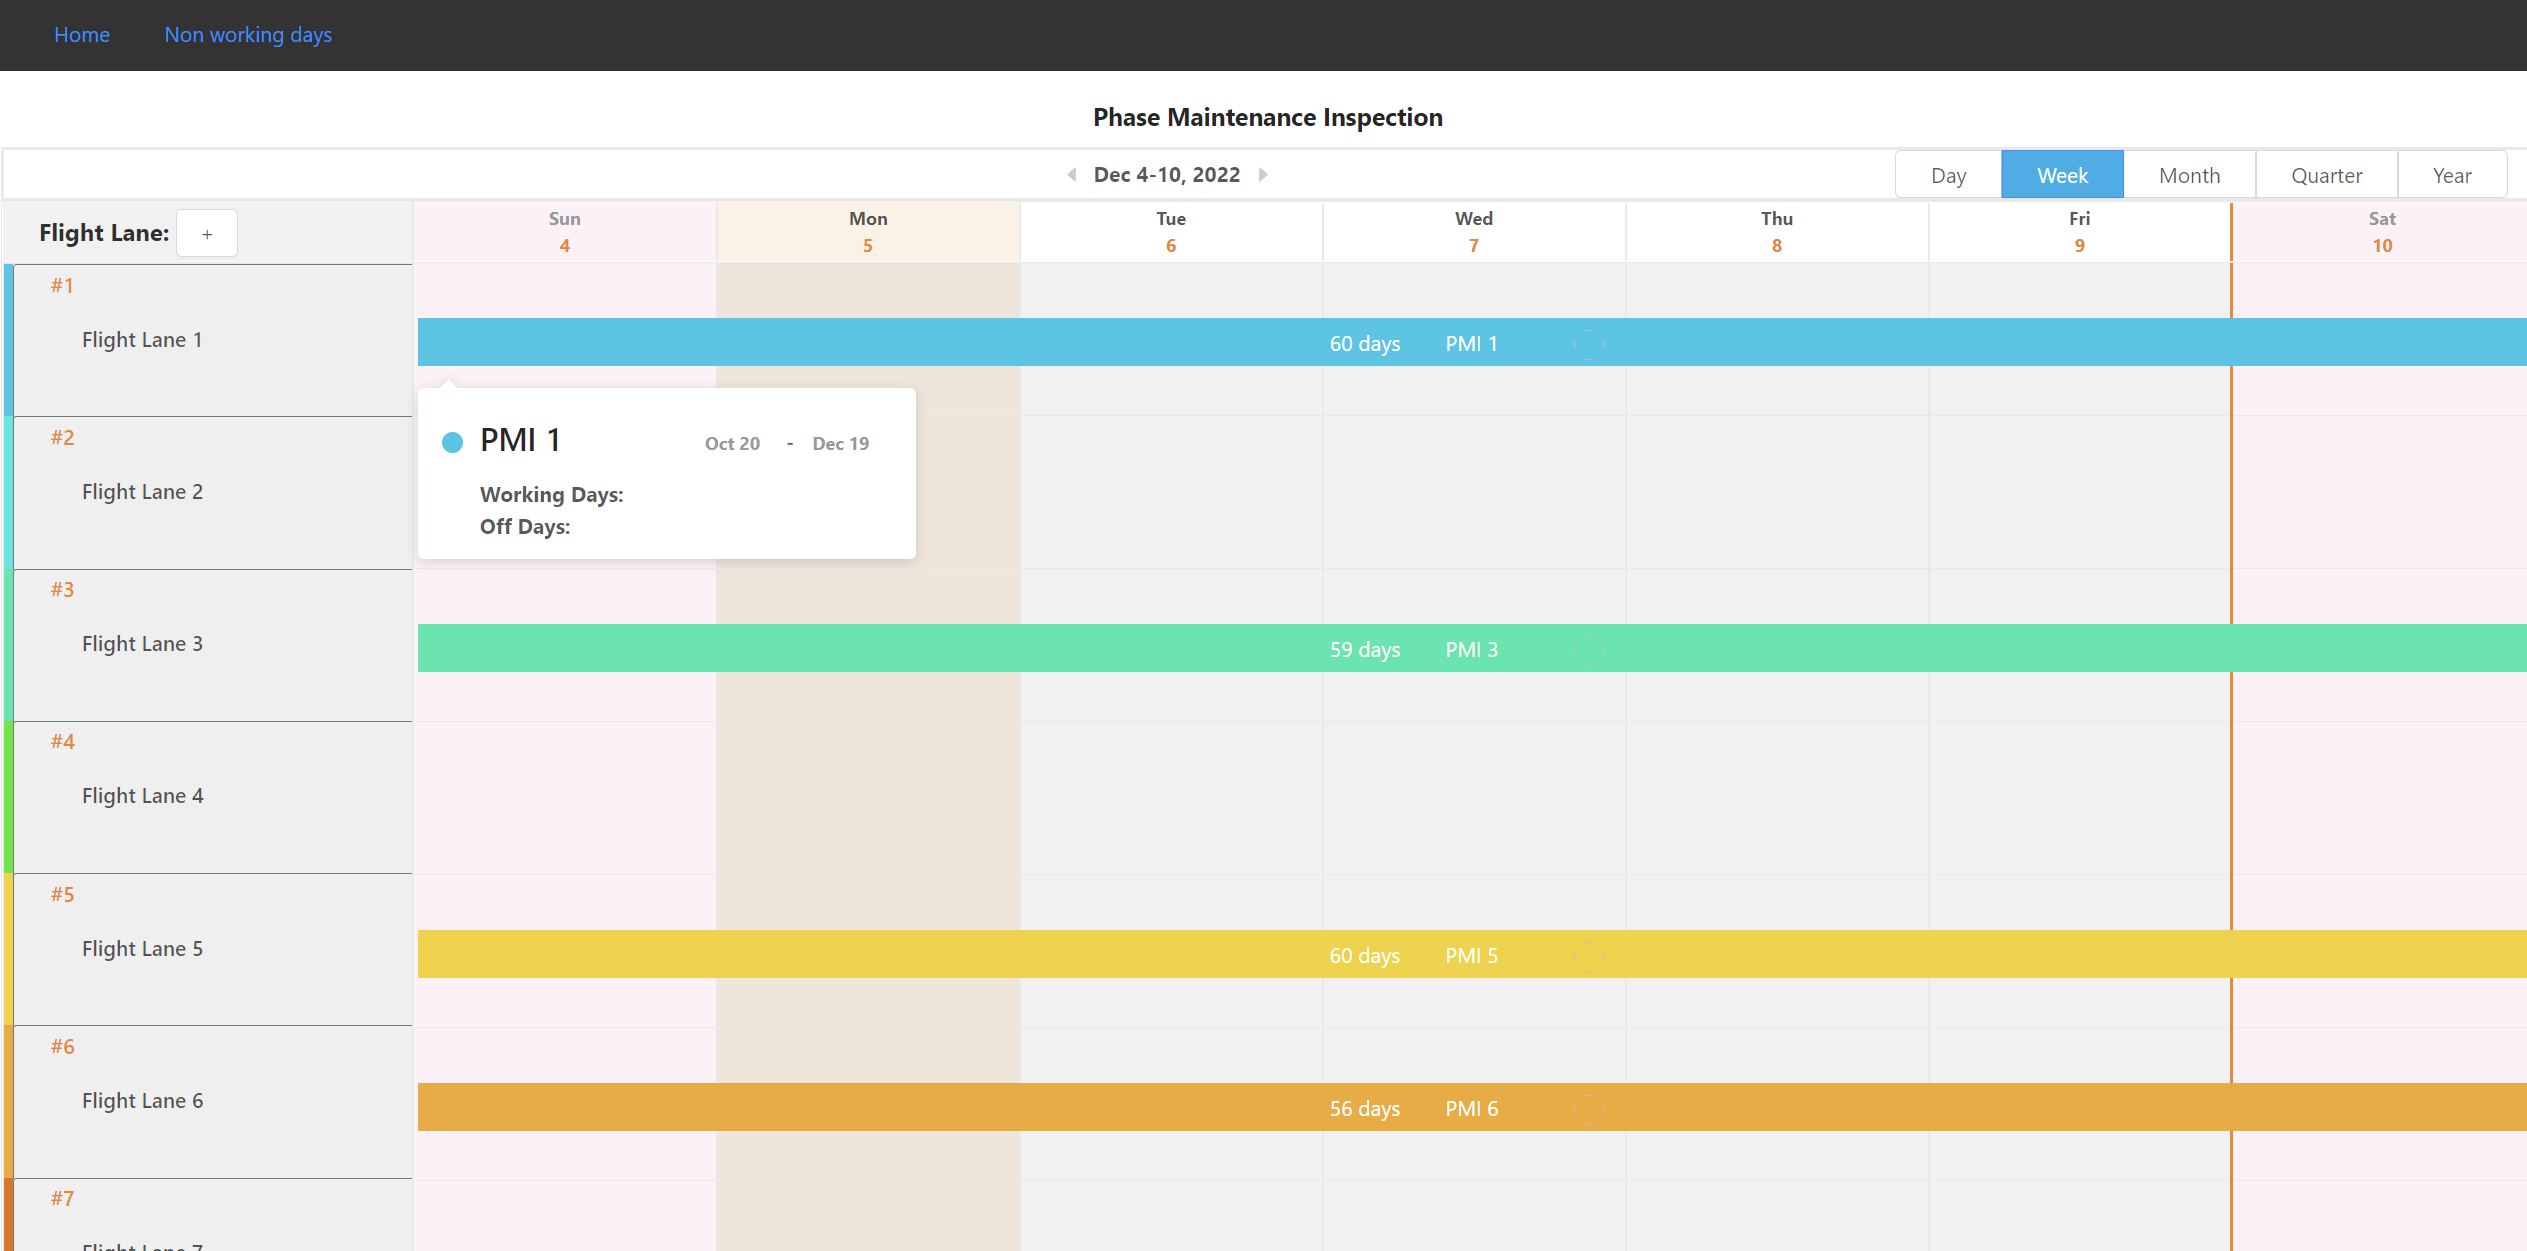 Home Non working days
Phase Maintenance Inspection
Dec 4-10, 2022 Day Week Month Quarter Year
Flight Lane: + Sun Mon Tue Wed Thu Fri Sat
4 5 6 7 8 9 10
#1
Flight Lane 1 60 days PMI 1
PMI 1 Oct 20 - Dec 19
Working Days:
Off Days:
#2
Flight Lane 2
#3
Flight Lane 3 59 days PMI 3
#4
Flight Lane 4
#5
Flight Lane 5 60 days PMI 5
#6
Flight Lane 6 56 days PMI 6
#7
Flight Lane 7